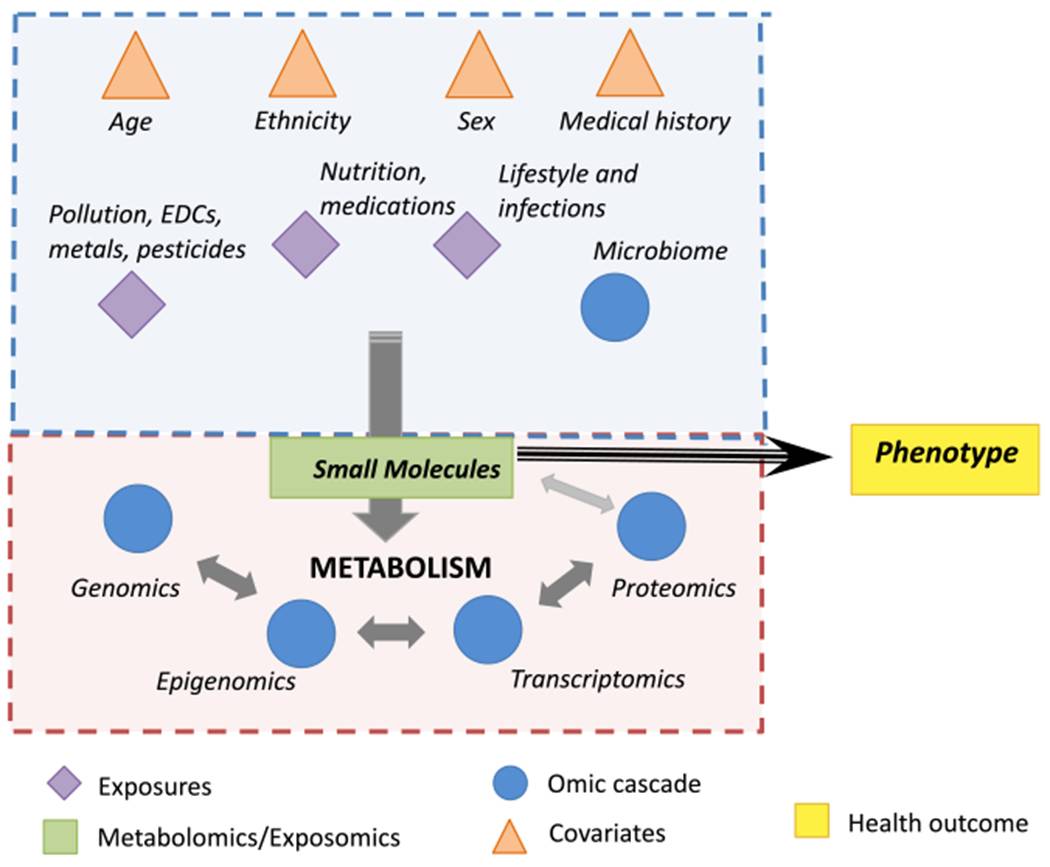 Age
Ethnicity
Sex
Medical history
Nutrition,
medications
Lifestyle and
infections
Pollution, EDCs,
metals, pesticides
Microbiome
Small Molecules
Phenotype
METABOLISM
Genomics
Proteomics
Epigenomics
Transcriptomics
Exposures
Omic cascade
Metabolomics/Exposomics
Covariates
Health outcome